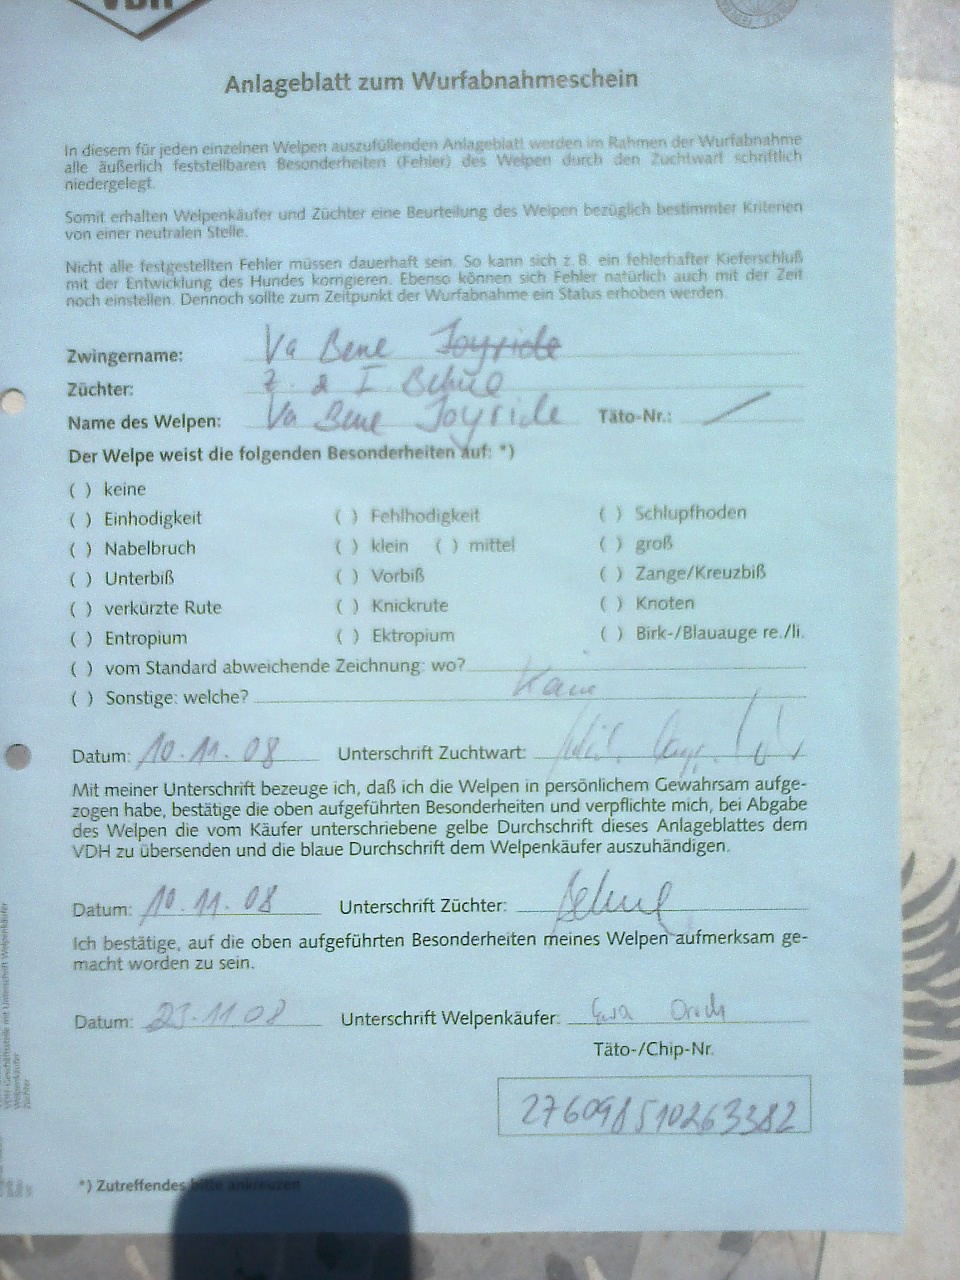 VDH
Anlageblatt zum Wurfabnahmeschein
In diesem für jeden einzelnen Welpen auszufüllenden Anlageblatt werden im Rahmen der Wurfabnahme
alle äußerlich feststellbaren Besonderheiten (Fehler) des Welpen durch den Zuchtwart schriftlich
niedergelegt.
Somit erhalten Welpenkäufer und Züchter eine Beurteilung des Welpen bezüglich bestimmter Kriterien
von einer neutralen Stelle.
Nicht alle festgestellten Fehler müssen dauerhaft sein. So kann sich z.B. ein fehlerhafter Kieferschluß
mit der Entwicklung des Hundes korrigieren. Ebenso können sich Fehler natürlich auch mit der Zeit
noch einstellen. Dennoch sollte zum Zeitpunkt der Wurfabnahme ein Status erhoben werden.
Zwingername: Va Bene Joyride
Züchter: & I
Name des Welpen: Va Bene Joyride Täto-Nr.: /
Der Welpe weist die folgenden Besonderheiten auf: *)
( ) keine
( ) Einhodigkeit ( ) Fehlhodigkeit ( ) Schlupfhoden
( ) Nabelbruch ( ) klein ( ) mittel ( ) groß
( ) Unterbiß ( ) Vorbiß ( ) Zange/Kreuzbiß
( ) verkürzte Rute ( ) Knickrute ( ) Knoten
( ) Entropium ( ) Ektropium ( ) Birk-/Blauauge re./li.
( ) vom Standard abweichende Zeichnung: wo?
( ) Sonstige: welche?
Datum: 10.11.08 Unterschrift Zuchtwart:
Mit meiner Unterschrift bezeuge ich, daß ich die Welpen in persönlichem Gewahrsam aufge-
zogen habe, bestätige die oben aufgeführten Besonderheiten und verpflichte mich, bei Abgabe
des Welpen die vom Käufer unterschriebene gelbe Durchschrift dieses Anlageblattes dem
VDH zu übersenden und die blaue Durchschrift dem Welpenkäufer auszuhändigen.
Datum: 10.11.08 Unterschrift Züchter:
Ich bestätige, auf die oben aufgeführten Besonderheiten meines Welpen aufmerksam ge-
macht worden zu sein.
Datum: 23.11.08 Unterschrift Welpenkäufer: Ewa
Täto-/Chip-Nr.
276098510263382
*) Zutreffendes bitte ankreuzen